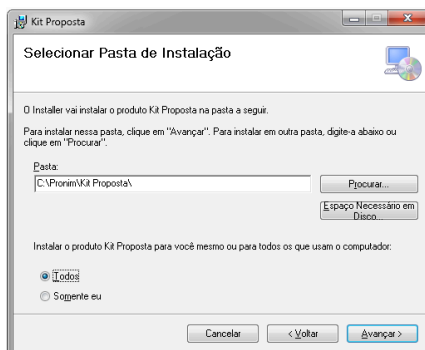 Kit Proposta
Selecionar Pasta de Instalação
O Installer vai instalar o produto Kit Proposta na pasta a seguir.
Para instalar nessa pasta, clique em "Avançar". Para instalar em outra pasta, digite-a abaixo ou
clique em "Procurar".
Pasta:
C:\Pronim\Kit Proposta\
Procurar...
Espaço Necessário em
Disco...
Instalar o produto Kit Proposta para você mesmo ou para todos os que usam o computador:
Todos
Somente eu
Cancelar
< Voltar
Avançar >